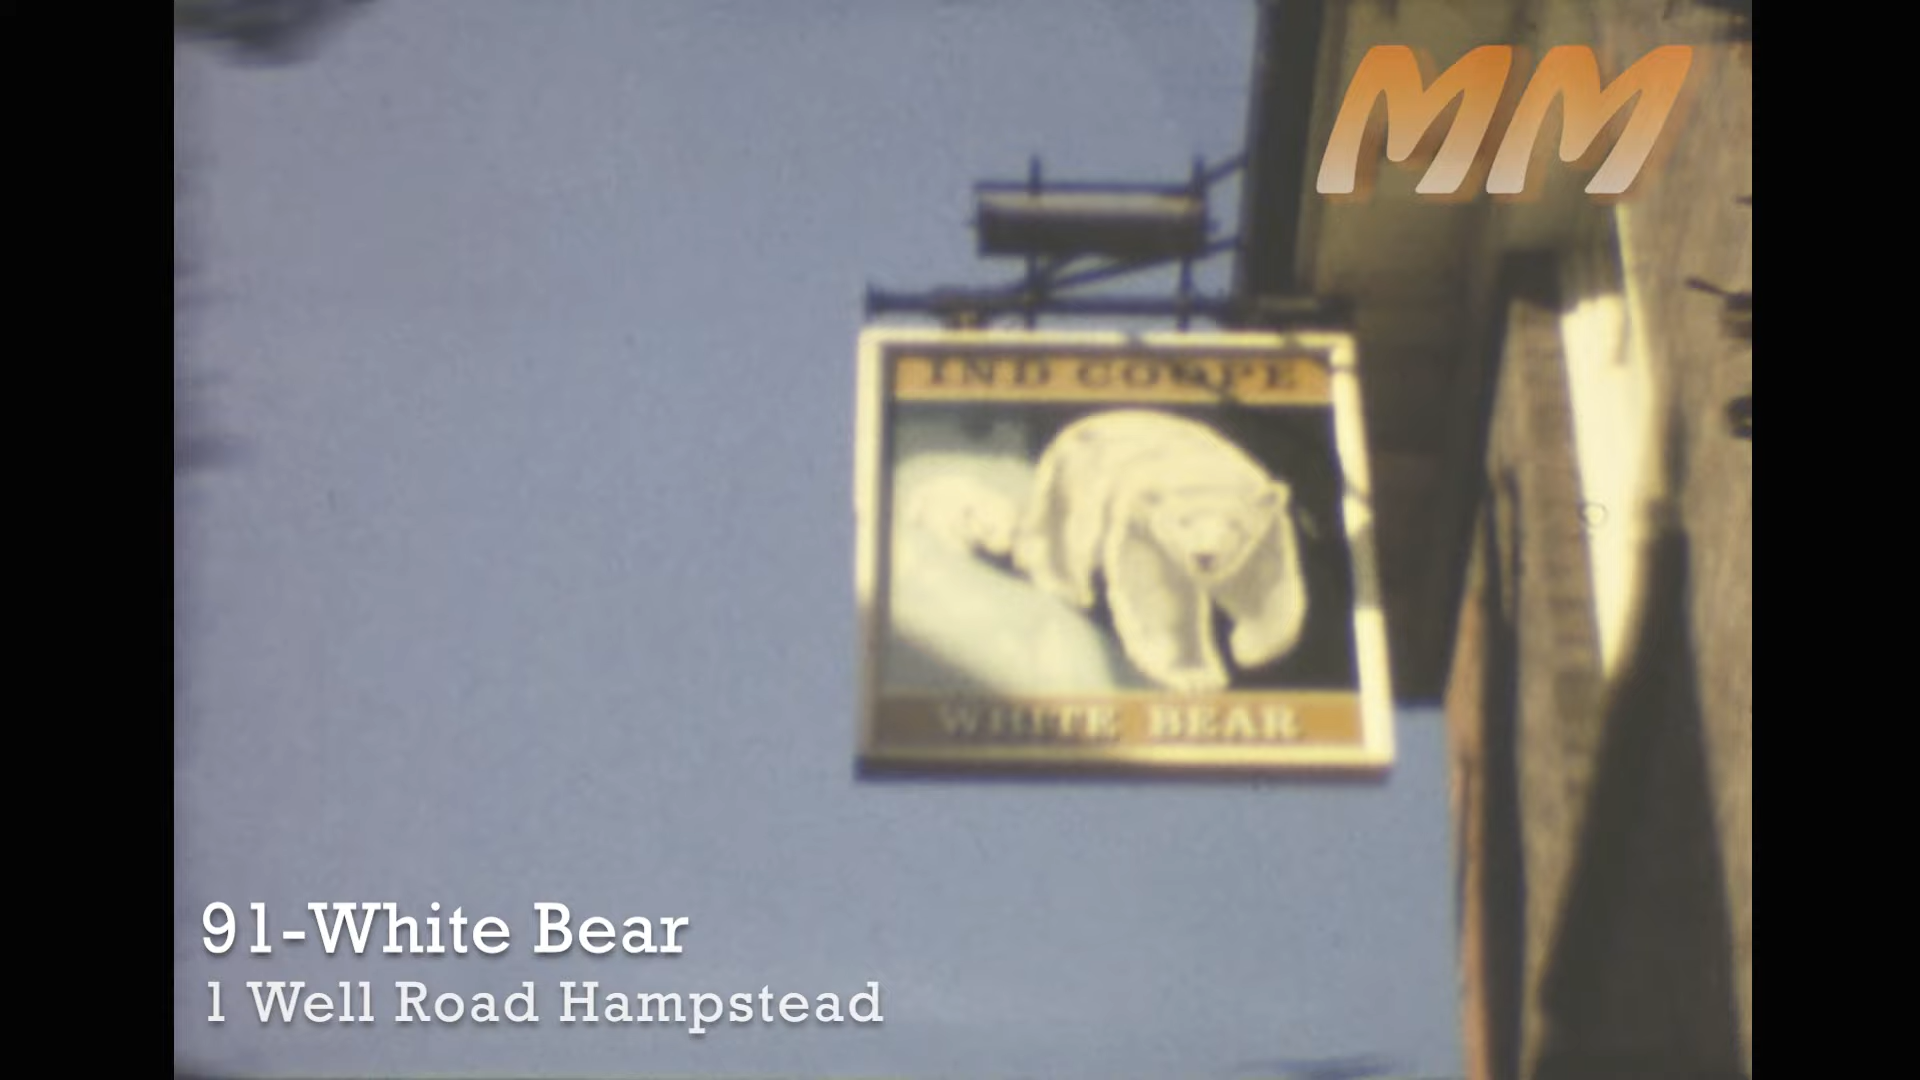 MM
IND COOPE
WHITE BEAR
91-White Bear
1 Well Road Hampstead